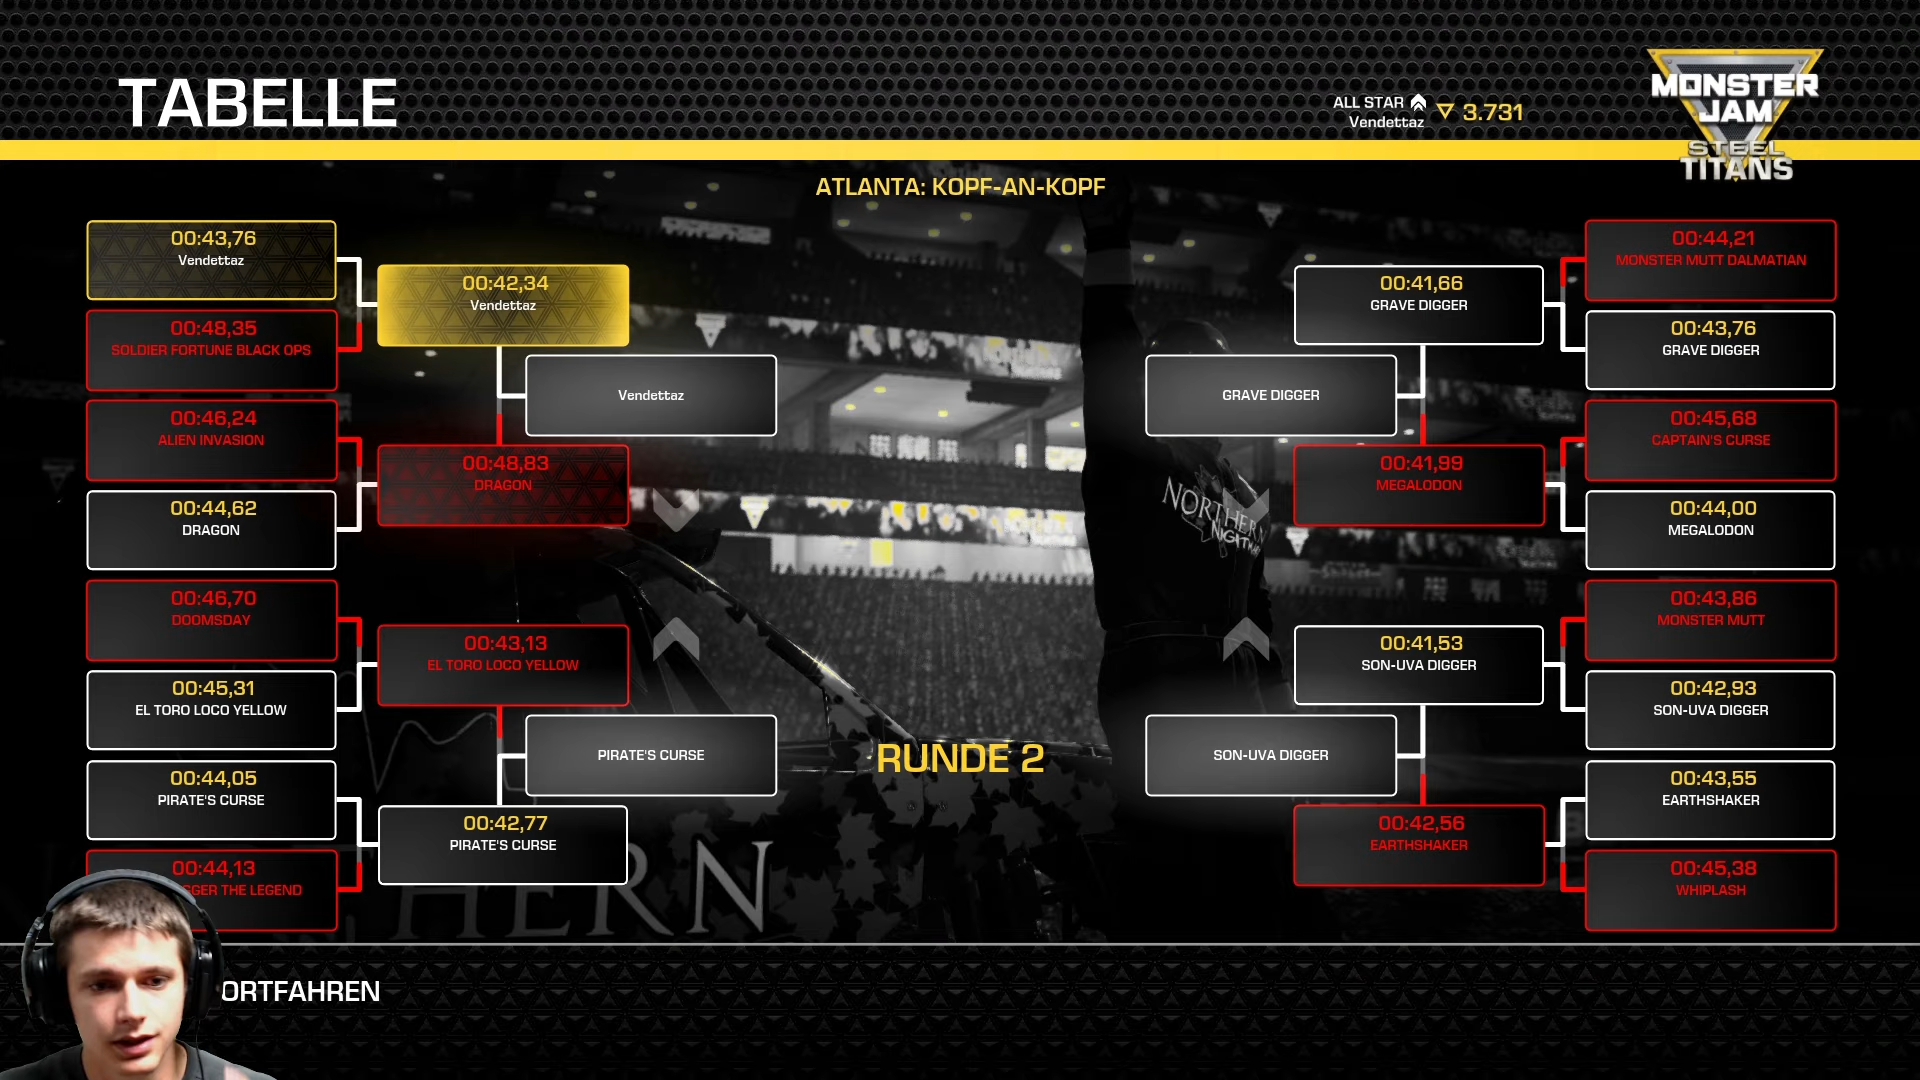 TABELLE
ALL STAR
Vendettaz
3.731
MONSTER
JAM
STEEL
TITANS
ATLANTA: KOPF-AN-KOPF
00:43,76
Vendettaz
00:48,35
SOLDIER FORTUNE BLACK OPS
00:46,24
ALIEN INVASION
00:44,62
DRAGON
00:46,70
DOOMSDAY
00:45,31
EL TORO LOCO YELLOW
00:44,05
PIRATE'S CURSE
00:44,13
THE LEGEND
00:42,34
Vendettaz
00:48,83
DRAGON
00:43,13
EL TORO LOCO YELLOW
00:42,77
PIRATE'S CURSE
Vendettaz
PIRATE'S CURSE
RUNDE 2
GRAVE DIGGER
SON-UVA DIGGER
00:41,66
GRAVE DIGGER
00:41,99
MEGALODON
00:41,53
SON-UVA DIGGER
00:42,56
EARTHSHAKER
00:44,21
MONSTER MUTT DALMATIAN
00:43,76
GRAVE DIGGER
00:45,68
CAPTAIN'S CURSE
00:44,00
MEGALODON
00:43,86
MONSTER MUTT
00:42,93
SON-UVA DIGGER
00:43,55
EARTHSHAKER
00:45,38
WHIPLASH
NORTHERN
HERN
ORTFAHREN